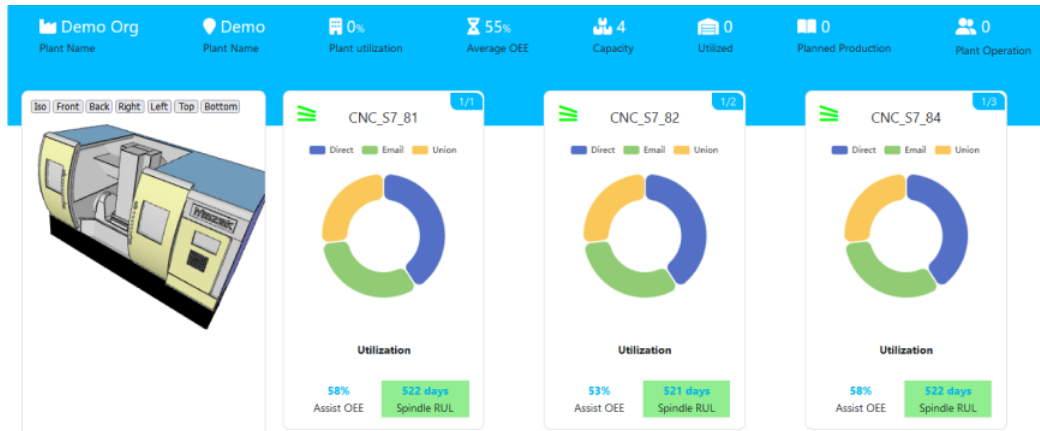 Demo Org
Plant Name
Demo
Plant Name
0%
Plant utilization
55%
Average OEE
4
Capacity
0
Utilized
0
Planned Production
0
Plant Operation
Iso Front Back Right Left Top Bottom
1/1
CNC_S7_81
Direct Email Union
Utilization
58%
Assist OEE
522 days
Spindle RUL
1/2
CNC_S7_82
Direct Email Union
Utilization
53%
Assist OEE
521 days
Spindle RUL
1/3
CNC_S7_84
Direct Email Union
Utilization
58%
Assist OEE
522 days
Spindle RUL